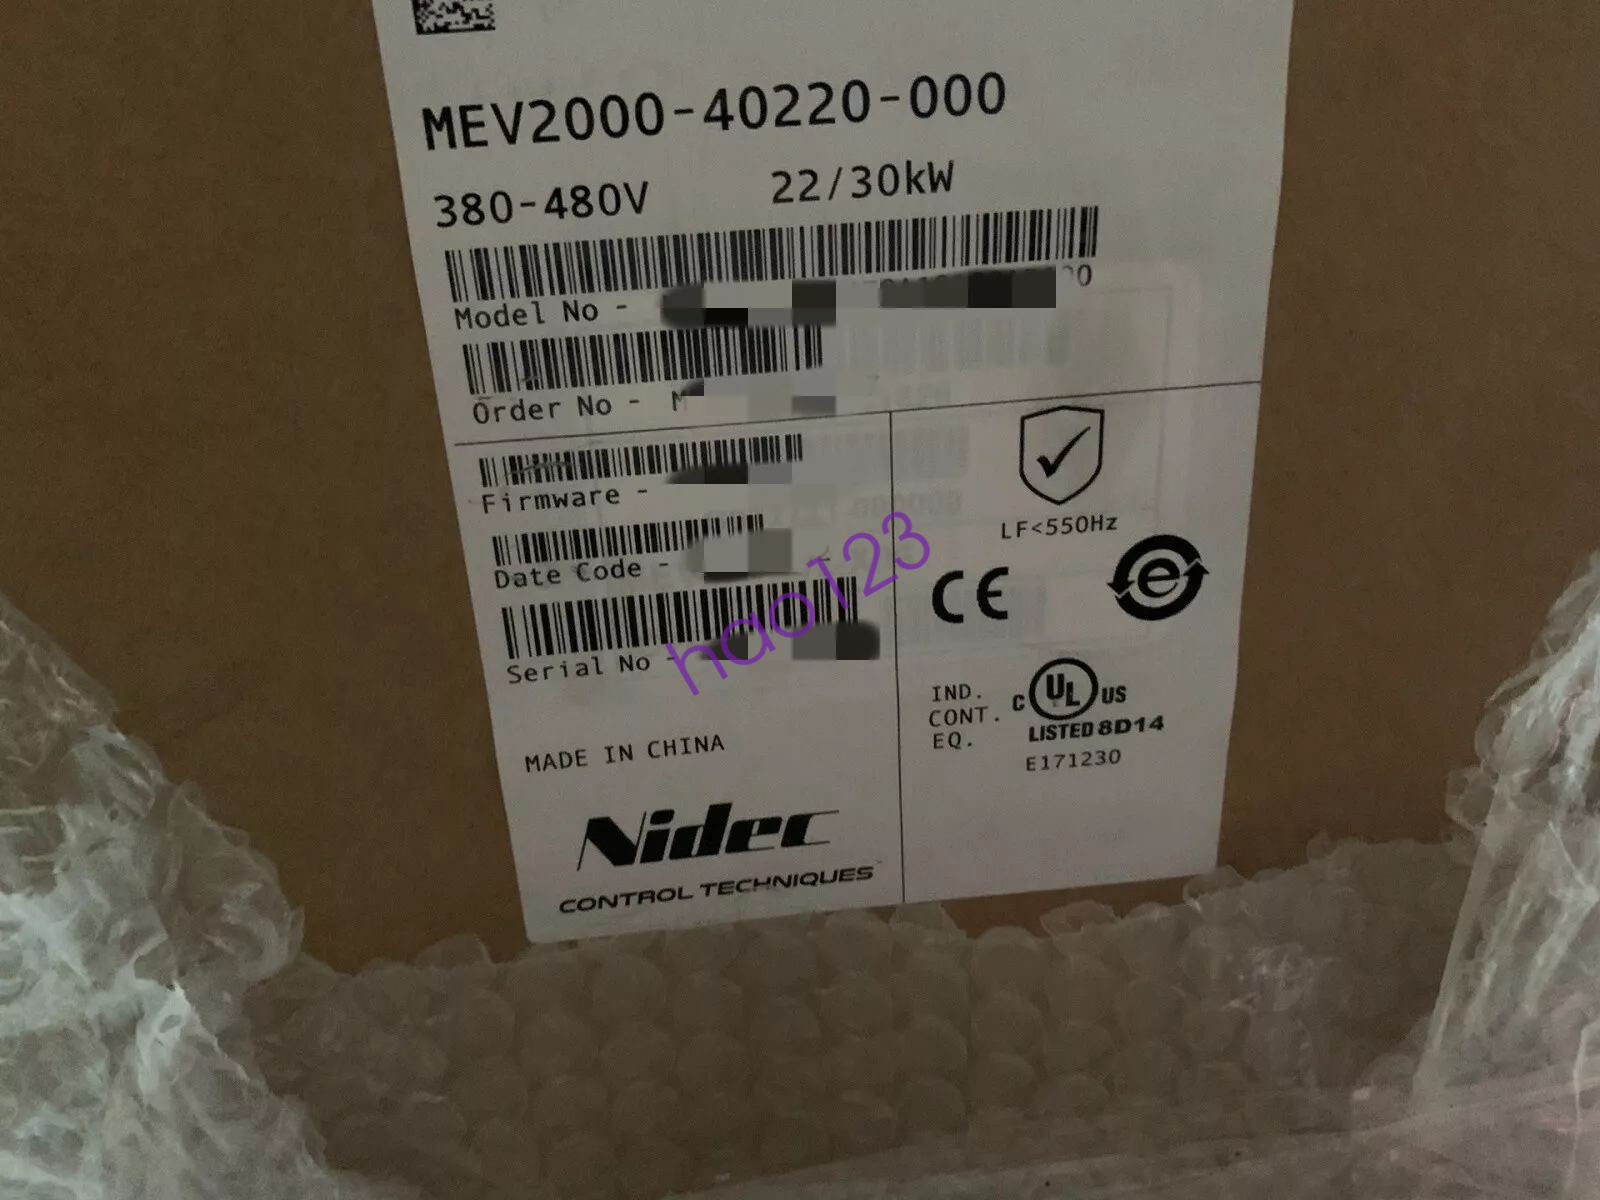 MEV2000-40220-000
380-480V 22/30kW
Model No -
Order No - M
Firmware -
Date Code -
Serial No -
hao123
LF<550Hz
CE
e
IND.
CONT.
EQ.
C UL US
LISTED 8D14
E171230
MADE IN CHINA
Nidec
CONTROL TECHNIQUES